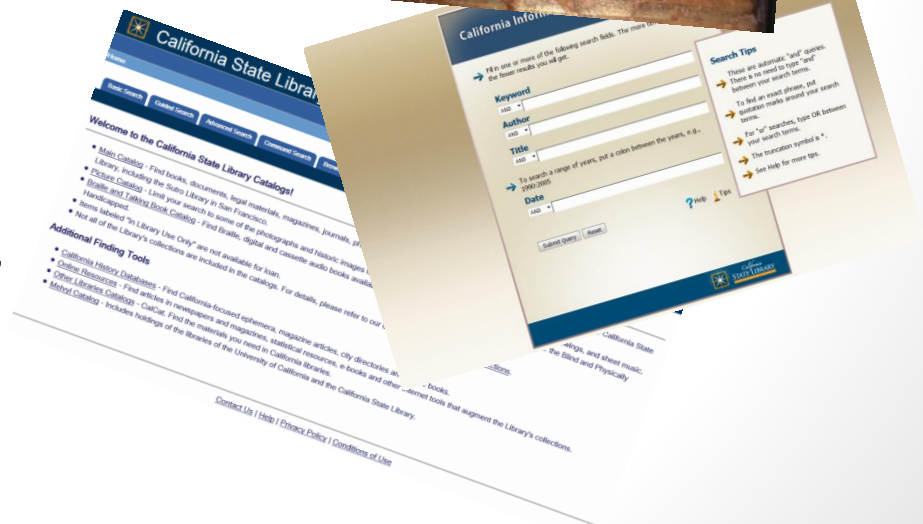 California State Librar
Home
Basic Search Guided Search Advanced Search Command Search
Welcome to the California State Library Catalogs!
• Main Catalog - Find books, documents, legal materials, magazines, journals,
Library, including the Sutro Library in San Francisco.
• Picture Catalog - Limit your search to some of the photographs and historic images
• Braille and Talking Book Catalog - Find Braille, digital and cassette audio books
Handicapped.
• Items labeled "In Library Use Only" are not available for loan.
• Not all of the Library's collections are included in the catalogs. For details, please refer to our
California State
and sheet music.
the Blind and Physically
Additional Finding Tools
• California History Databases - Find California-focused ephemera, magazine articles, city directories
books.
• Online Resources - Find articles in newspapers and magazines, statistical resources, e-books and other
tools that augment the Library's collections.
• Other Libraries Catalogs - CalCat. Find the materials you need in California libraries.
• Melvyl Catalog - Includes holdings of the libraries of the University of California and the California State Library.
Contact Us | Help | Privacy Policy | Conditions of Use
California Inform
Fill in one or more of the following search fields. The more
the fewer results you will get.
Keyword
AND
Author
AND
Title
AND
To search a range of years, put a colon between the years, e.g.,
1990:2005
Date
AND
Help Tips
Submit Query Reset
California
STATE LIBRARY
Search Tips
These are automatic "and" queries.
There is no need to type "and"
between your search terms.
To find an exact phrase, put
quotation marks around your search
terms.
For "or" searches, type OR between
your search terms.
The truncation symbol is *.
See Help for more tips.